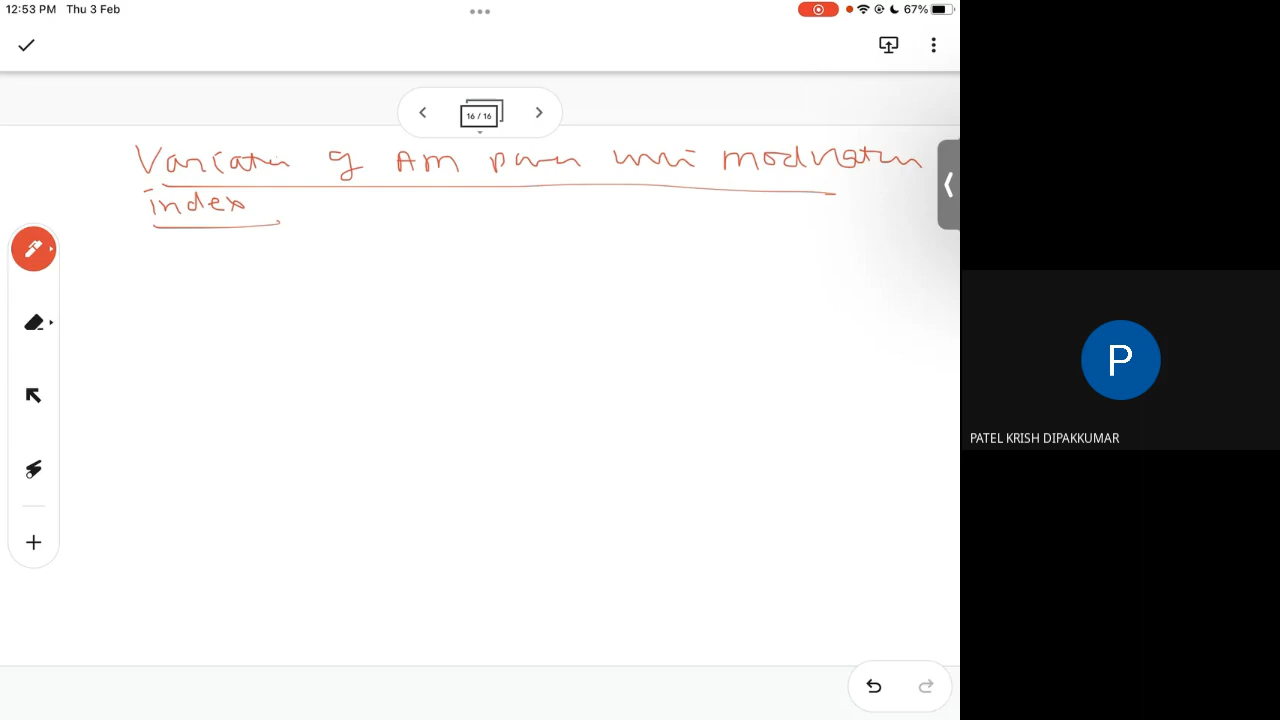 12:53 PM Thu 3 Feb
67%
16 / 16
Variation of AM power with modulation
index
P
PATEL KRISH DIPAKKUMAR